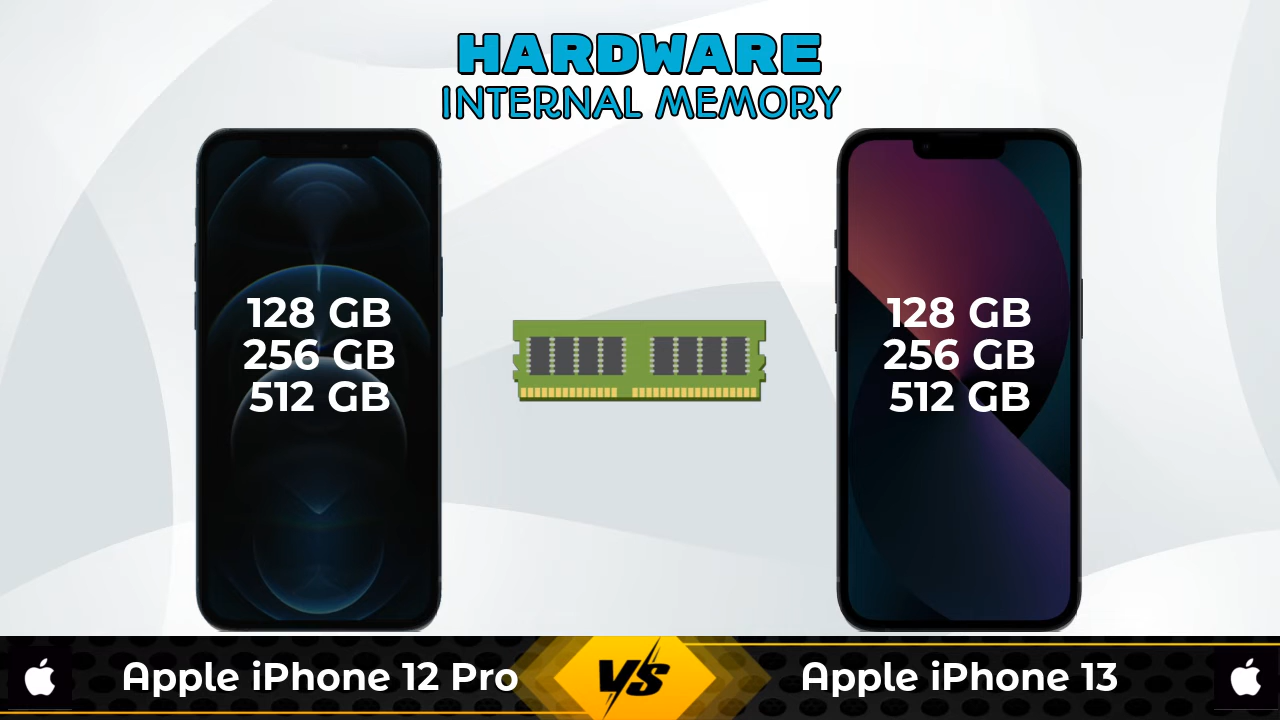 HARDWARE
INTERNAL MEMORY
128 GB
256 GB
512 GB
128 GB
256 GB
512 GB
Apple iPhone 12 Pro
VS
Apple iPhone 13